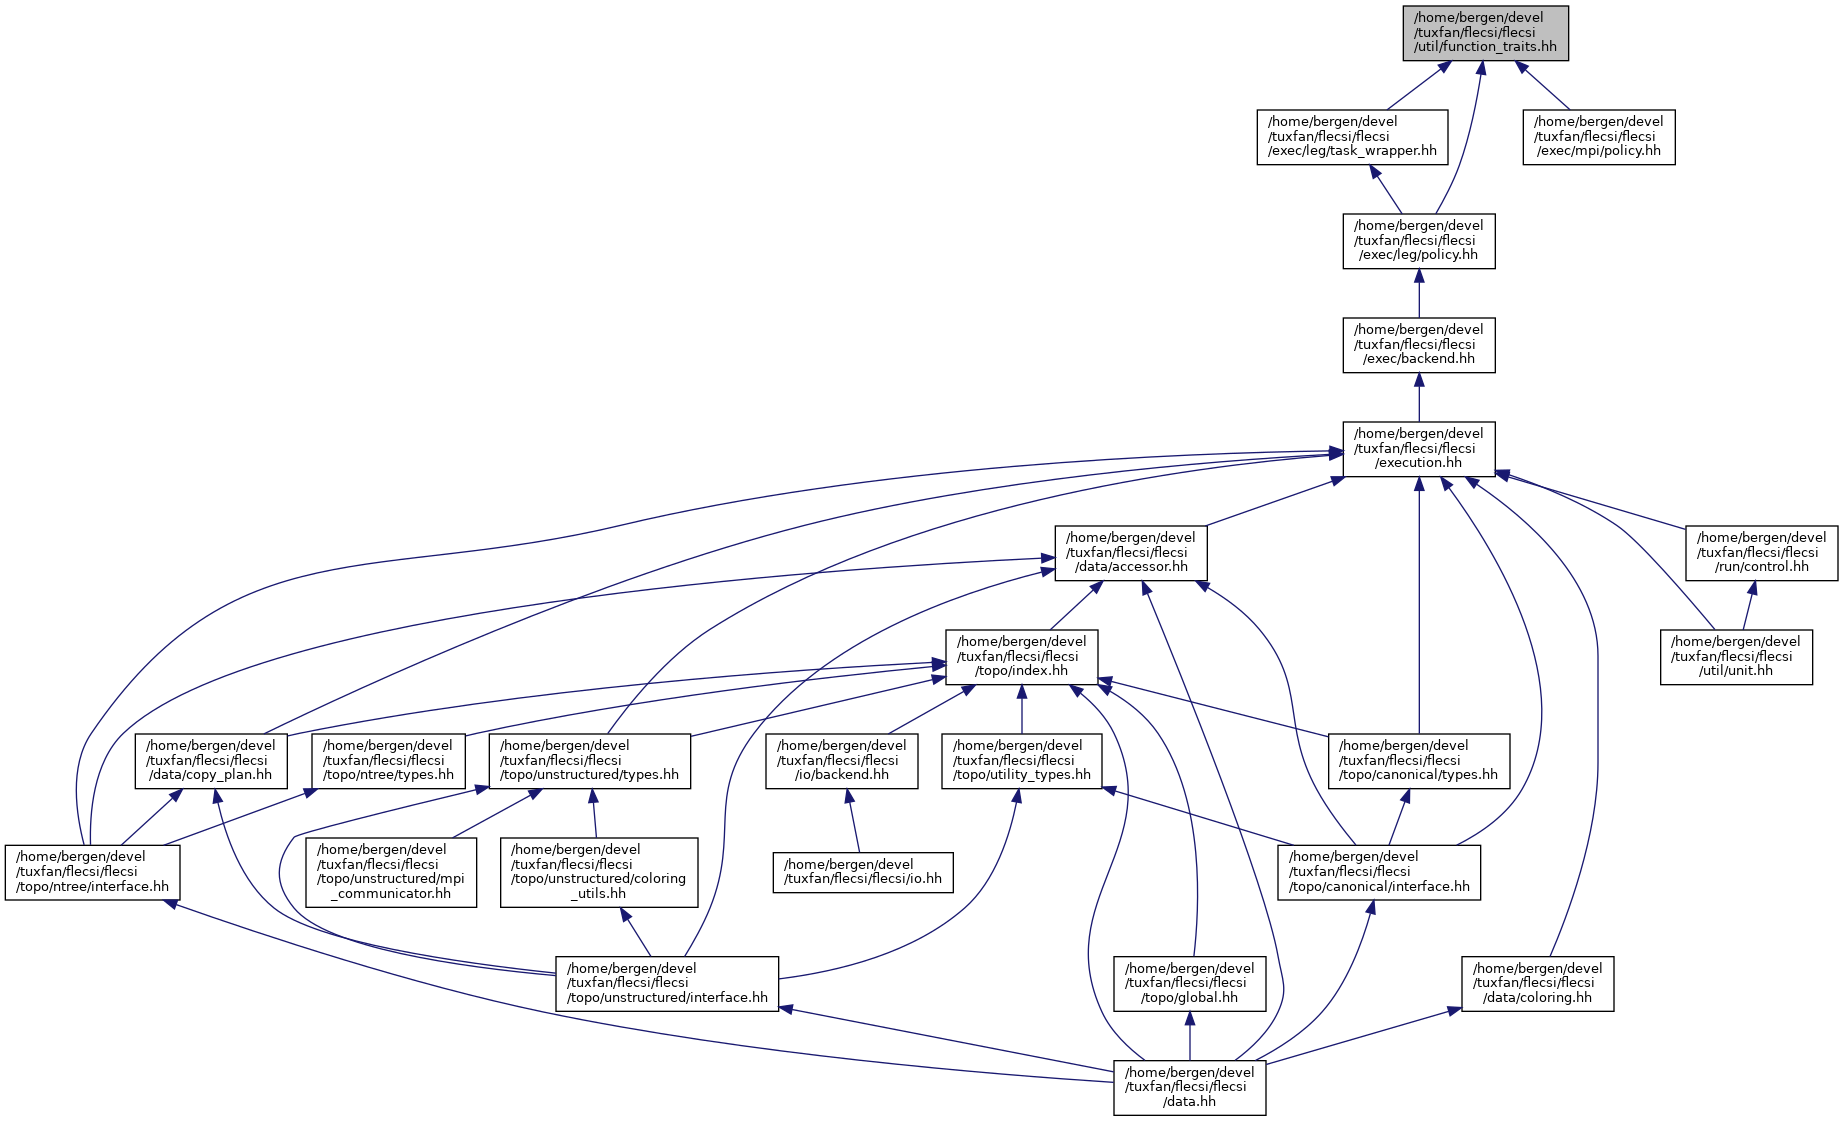 /home/bergen/devel
/tuxfan/flecsi/flecsi
/util/function_traits.hh
/home/bergen/devel
/tuxfan/flecsi/flecsi
/exec/leg/task_wrapper.hh
/home/bergen/devel
/tuxfan/flecsi/flecsi
/exec/mpi/policy.hh
/home/bergen/devel
/tuxfan/flecsi/flecsi
/exec/leg/policy.hh
/home/bergen/devel
/tuxfan/flecsi/flecsi
/exec/backend.hh
/home/bergen/devel
/tuxfan/flecsi/flecsi
/execution.hh
/home/bergen/devel
/tuxfan/flecsi/flecsi
/data/accessor.hh
/home/bergen/devel
/tuxfan/flecsi/flecsi
/run/control.hh
/home/bergen/devel
/tuxfan/flecsi/flecsi
/topo/index.hh
/home/bergen/devel
/tuxfan/flecsi/flecsi
/util/unit.hh
/home/bergen/devel
/tuxfan/flecsi/flecsi
/data/copy_plan.hh
/home/bergen/devel
/tuxfan/flecsi/flecsi
/topo/ntree/types.hh
/home/bergen/devel
/tuxfan/flecsi/flecsi
/topo/unstructured/types.hh
/home/bergen/devel
/tuxfan/flecsi/flecsi
/io/backend.hh
/home/bergen/devel
/tuxfan/flecsi/flecsi
/topo/utility_types.hh
/home/bergen/devel
/tuxfan/flecsi/flecsi
/topo/canonical/types.hh
/home/bergen/devel
/tuxfan/flecsi/flecsi
/topo/ntree/interface.hh
/home/bergen/devel
/tuxfan/flecsi/flecsi
/topo/unstructured/mpi
_communicator.hh
/home/bergen/devel
/tuxfan/flecsi/flecsi
/topo/unstructured/coloring
_utils.hh
/home/bergen/devel
/tuxfan/flecsi/flecsi/io.hh
/home/bergen/devel
/tuxfan/flecsi/flecsi
/topo/canonical/interface.hh
/home/bergen/devel
/tuxfan/flecsi/flecsi
/topo/unstructured/interface.hh
/home/bergen/devel
/tuxfan/flecsi/flecsi
/topo/global.hh
/home/bergen/devel
/tuxfan/flecsi/flecsi
/data/coloring.hh
/home/bergen/devel
/tuxfan/flecsi/flecsi
/data.hh